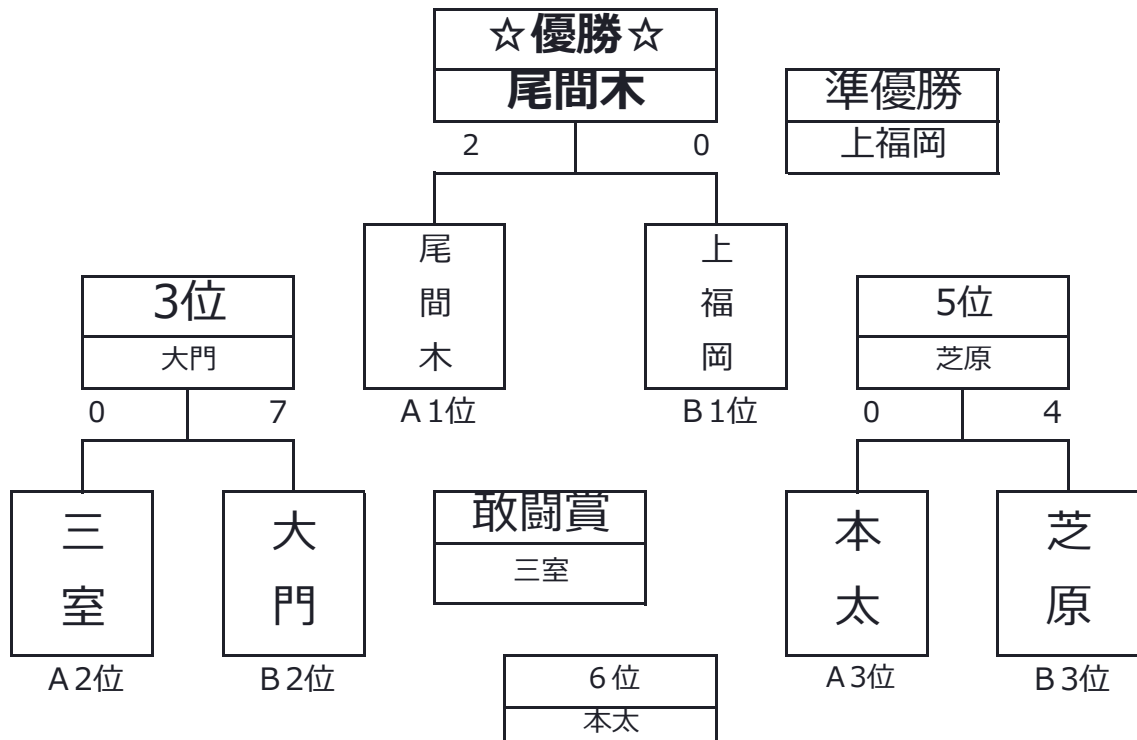 ☆優勝☆
尾間木
準優勝
上福岡
2 0
尾間木
上福岡
A1位
B1位
3位
大門
0 7
5位
芝原
0 4
三室
大門
A2位
B2位
敢闘賞
三室
本太
芝原
A3位
B3位
6位
本太